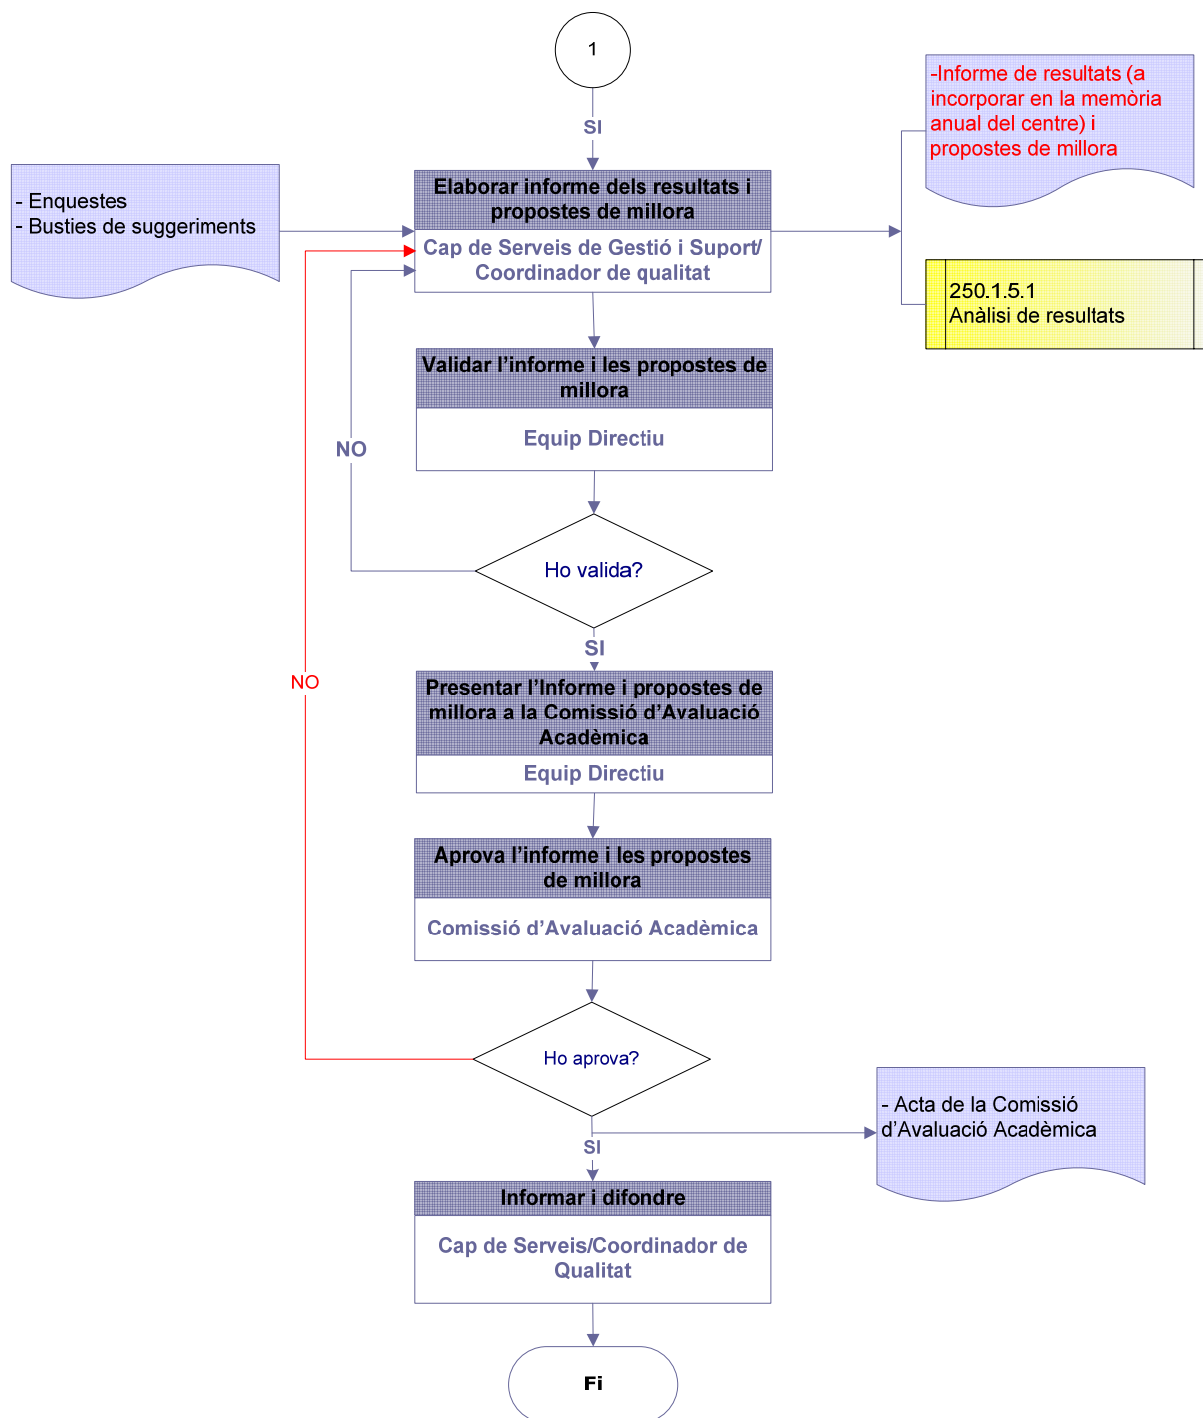 1
SI
-Informe de resultats (a
incorporar en la memòria
anual del centre) i
propostes de millora
- Enquestes
- Busties de suggeriments
Elaborar informe dels resultats i
propostes de millora
Cap de Serveis de Gestió i Suport/
Coordinador de qualitat
250.1.5.1
Anàlisi de resultats
Validar l’informe i les propostes de
millora
Equip Directiu
NO
Ho valida?
SI
NO
Presentar l’Informe i propostes de
millora a la Comissió d’Avaluació
Acadèmica
Equip Directiu
Aprova l’informe i les propostes
de millora
Comissió d’Avaluació Acadèmica
Ho aprova?
- Acta de la Comissió
d’Avaluació Acadèmica
SI
Informar i difondre
Cap de Serveis/Coordinador de
Qualitat
Fi